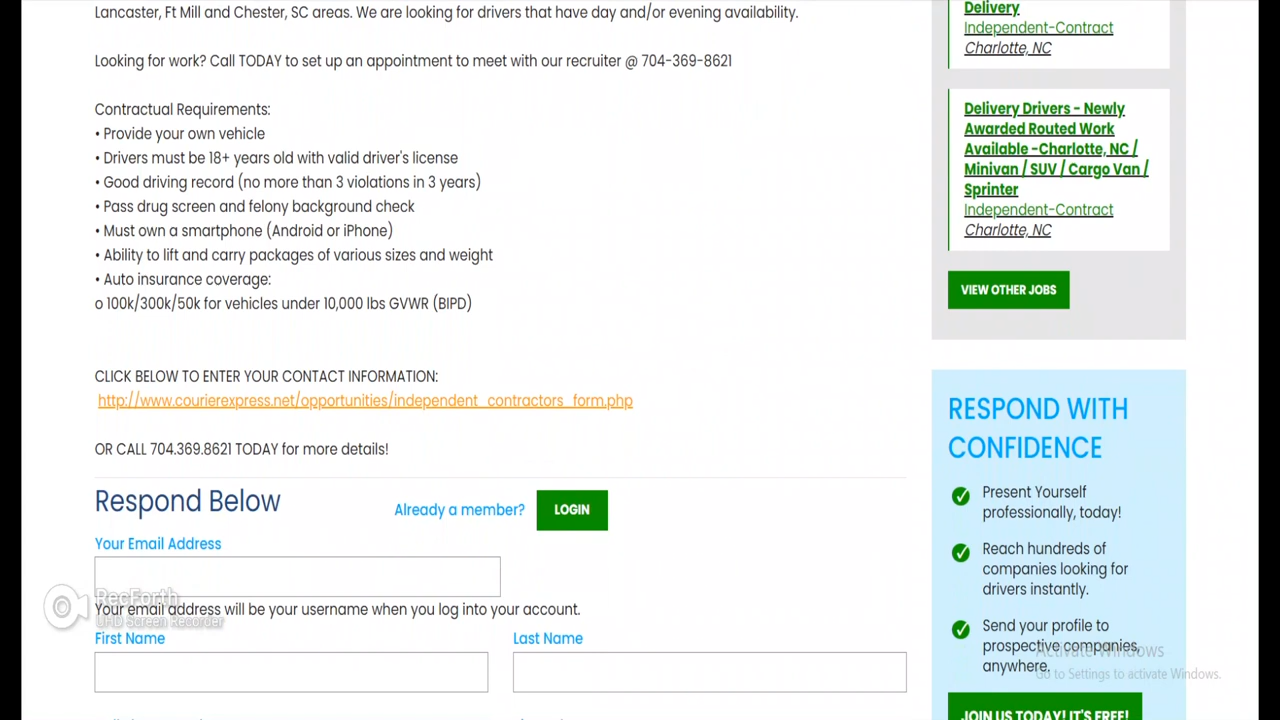 Lancaster, Ft Mill and Chester, SC areas. We are looking for drivers that have day and/or evening availability.
Looking for work? Call TODAY to set up an appointment to meet with our recruiter @ 704-369-8621
Contractual Requirements:
• Provide your own vehicle
• Drivers must be 18+ years old with valid driver's license
• Good driving record (no more than 3 violations in 3 years)
• Pass drug screen and felony background check
• Must own a smartphone (Android or iPhone)
• Ability to lift and carry packages of various sizes and weight
• Auto insurance coverage:
o 100k/300k/50k for vehicles under 10,000 lbs GVWR (BIPD)
CLICK BELOW TO ENTER YOUR CONTACT INFORMATION:
http://www.courierexpress.net/opportunities/independent_contractors_form.php
OR CALL 704.369.8621 TODAY for more details!
Respond Below
Already a member?
LOGIN
Your Email Address
RecForth
UHD Screen Recorder
Your email address will be your username when you log into your account.
First Name
Last Name
Delivery
Independent-Contract
Charlotte, NC
Delivery Drivers - Newly
Awarded Routed Work
Available -Charlotte, NC /
Minivan / SUV / Cargo Van /
Sprinter
Independent-Contract
Charlotte, NC
VIEW OTHER JOBS
RESPOND WITH
CONFIDENCE
Present Yourself
professionally, today!
Reach hundreds of
companies looking for
drivers instantly.
Send your profile to
prospective companies,
anywhere.
Activate Windows
Go to Settings to activate Windows.
JOIN US TODAY! IT'S FREE!